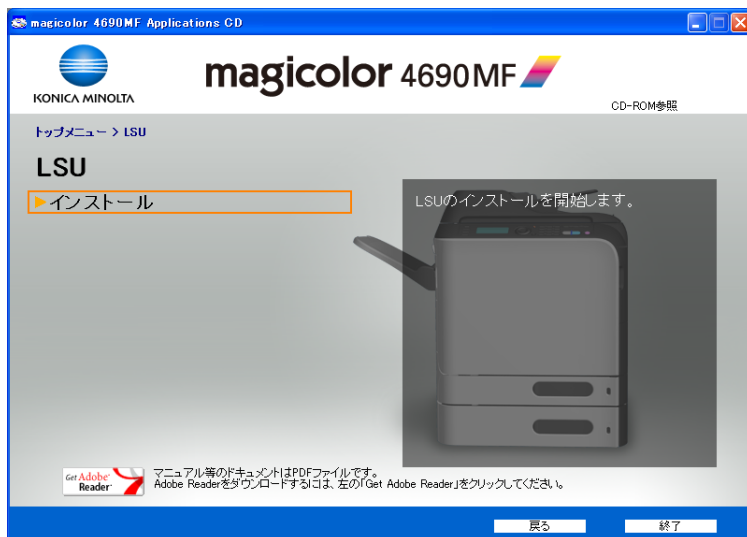 magicolor 4690MF Applications CD
KONICA MINOLTA
magicolor 4690MF
CD-ROM参照
トップメニュー > LSU
LSU
インストール
LSUのインストールを開始します。
Get Adobe Reader
マニュアル等のドキュメントはPDFファイルです。
Adobe Readerをダウンロードするには、左の「Get Adobe Reader」をクリックしてください。
戻る
終了